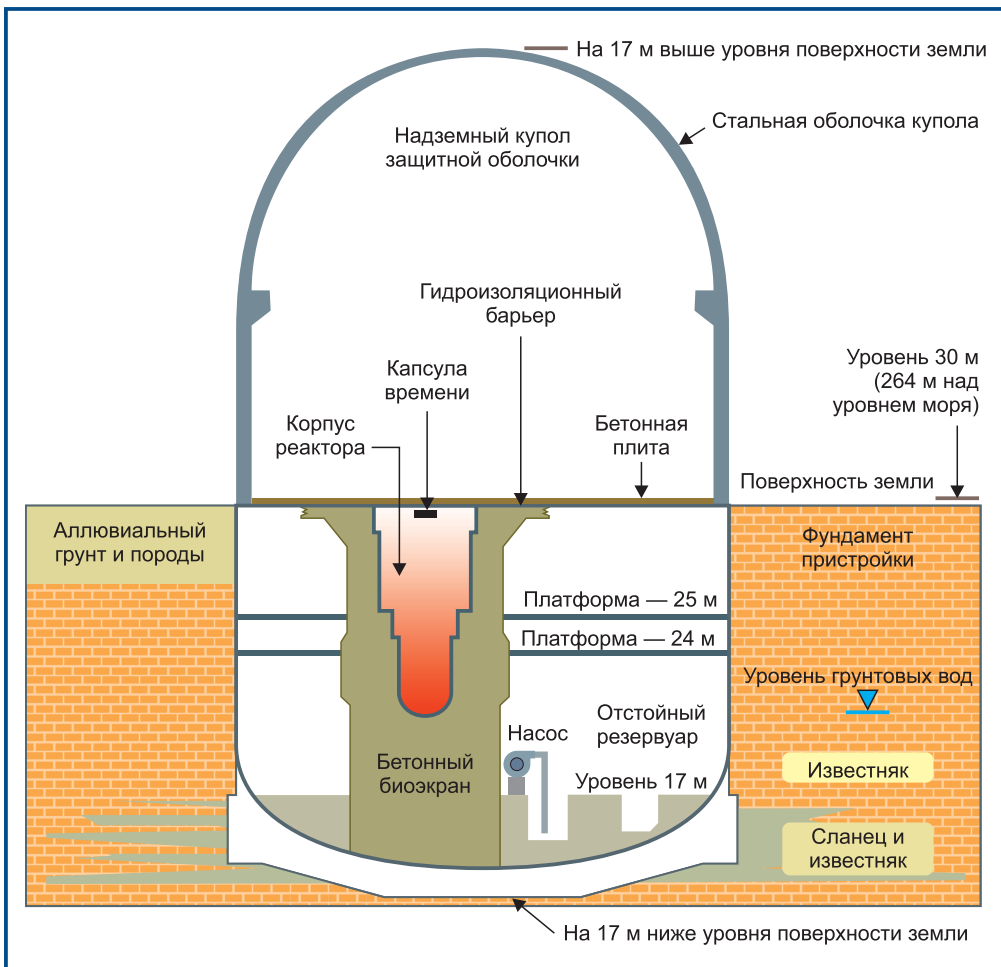 На 17 м выше уровня поверхности земли
Стальная оболочка купола
Надземный купол
защитной оболочки
Гидроизоляционный
барьер
Капсула
времени
Корпус
реактора
Бетонная
плита
Уровень 30 м
(264 м над
уровнем моря)
Поверхность земли
Аллювиальный
грунт и породы
Фундамент
пристройки
Платформа — 25 м
Платформа — 24 м
Уровень грунтовых вод
Отстойный
резервуар
Насос
Уровень 17 м
Бетонный
биоэкран
Известняк
Сланец и
известняк
На 17 м ниже уровня поверхности земли